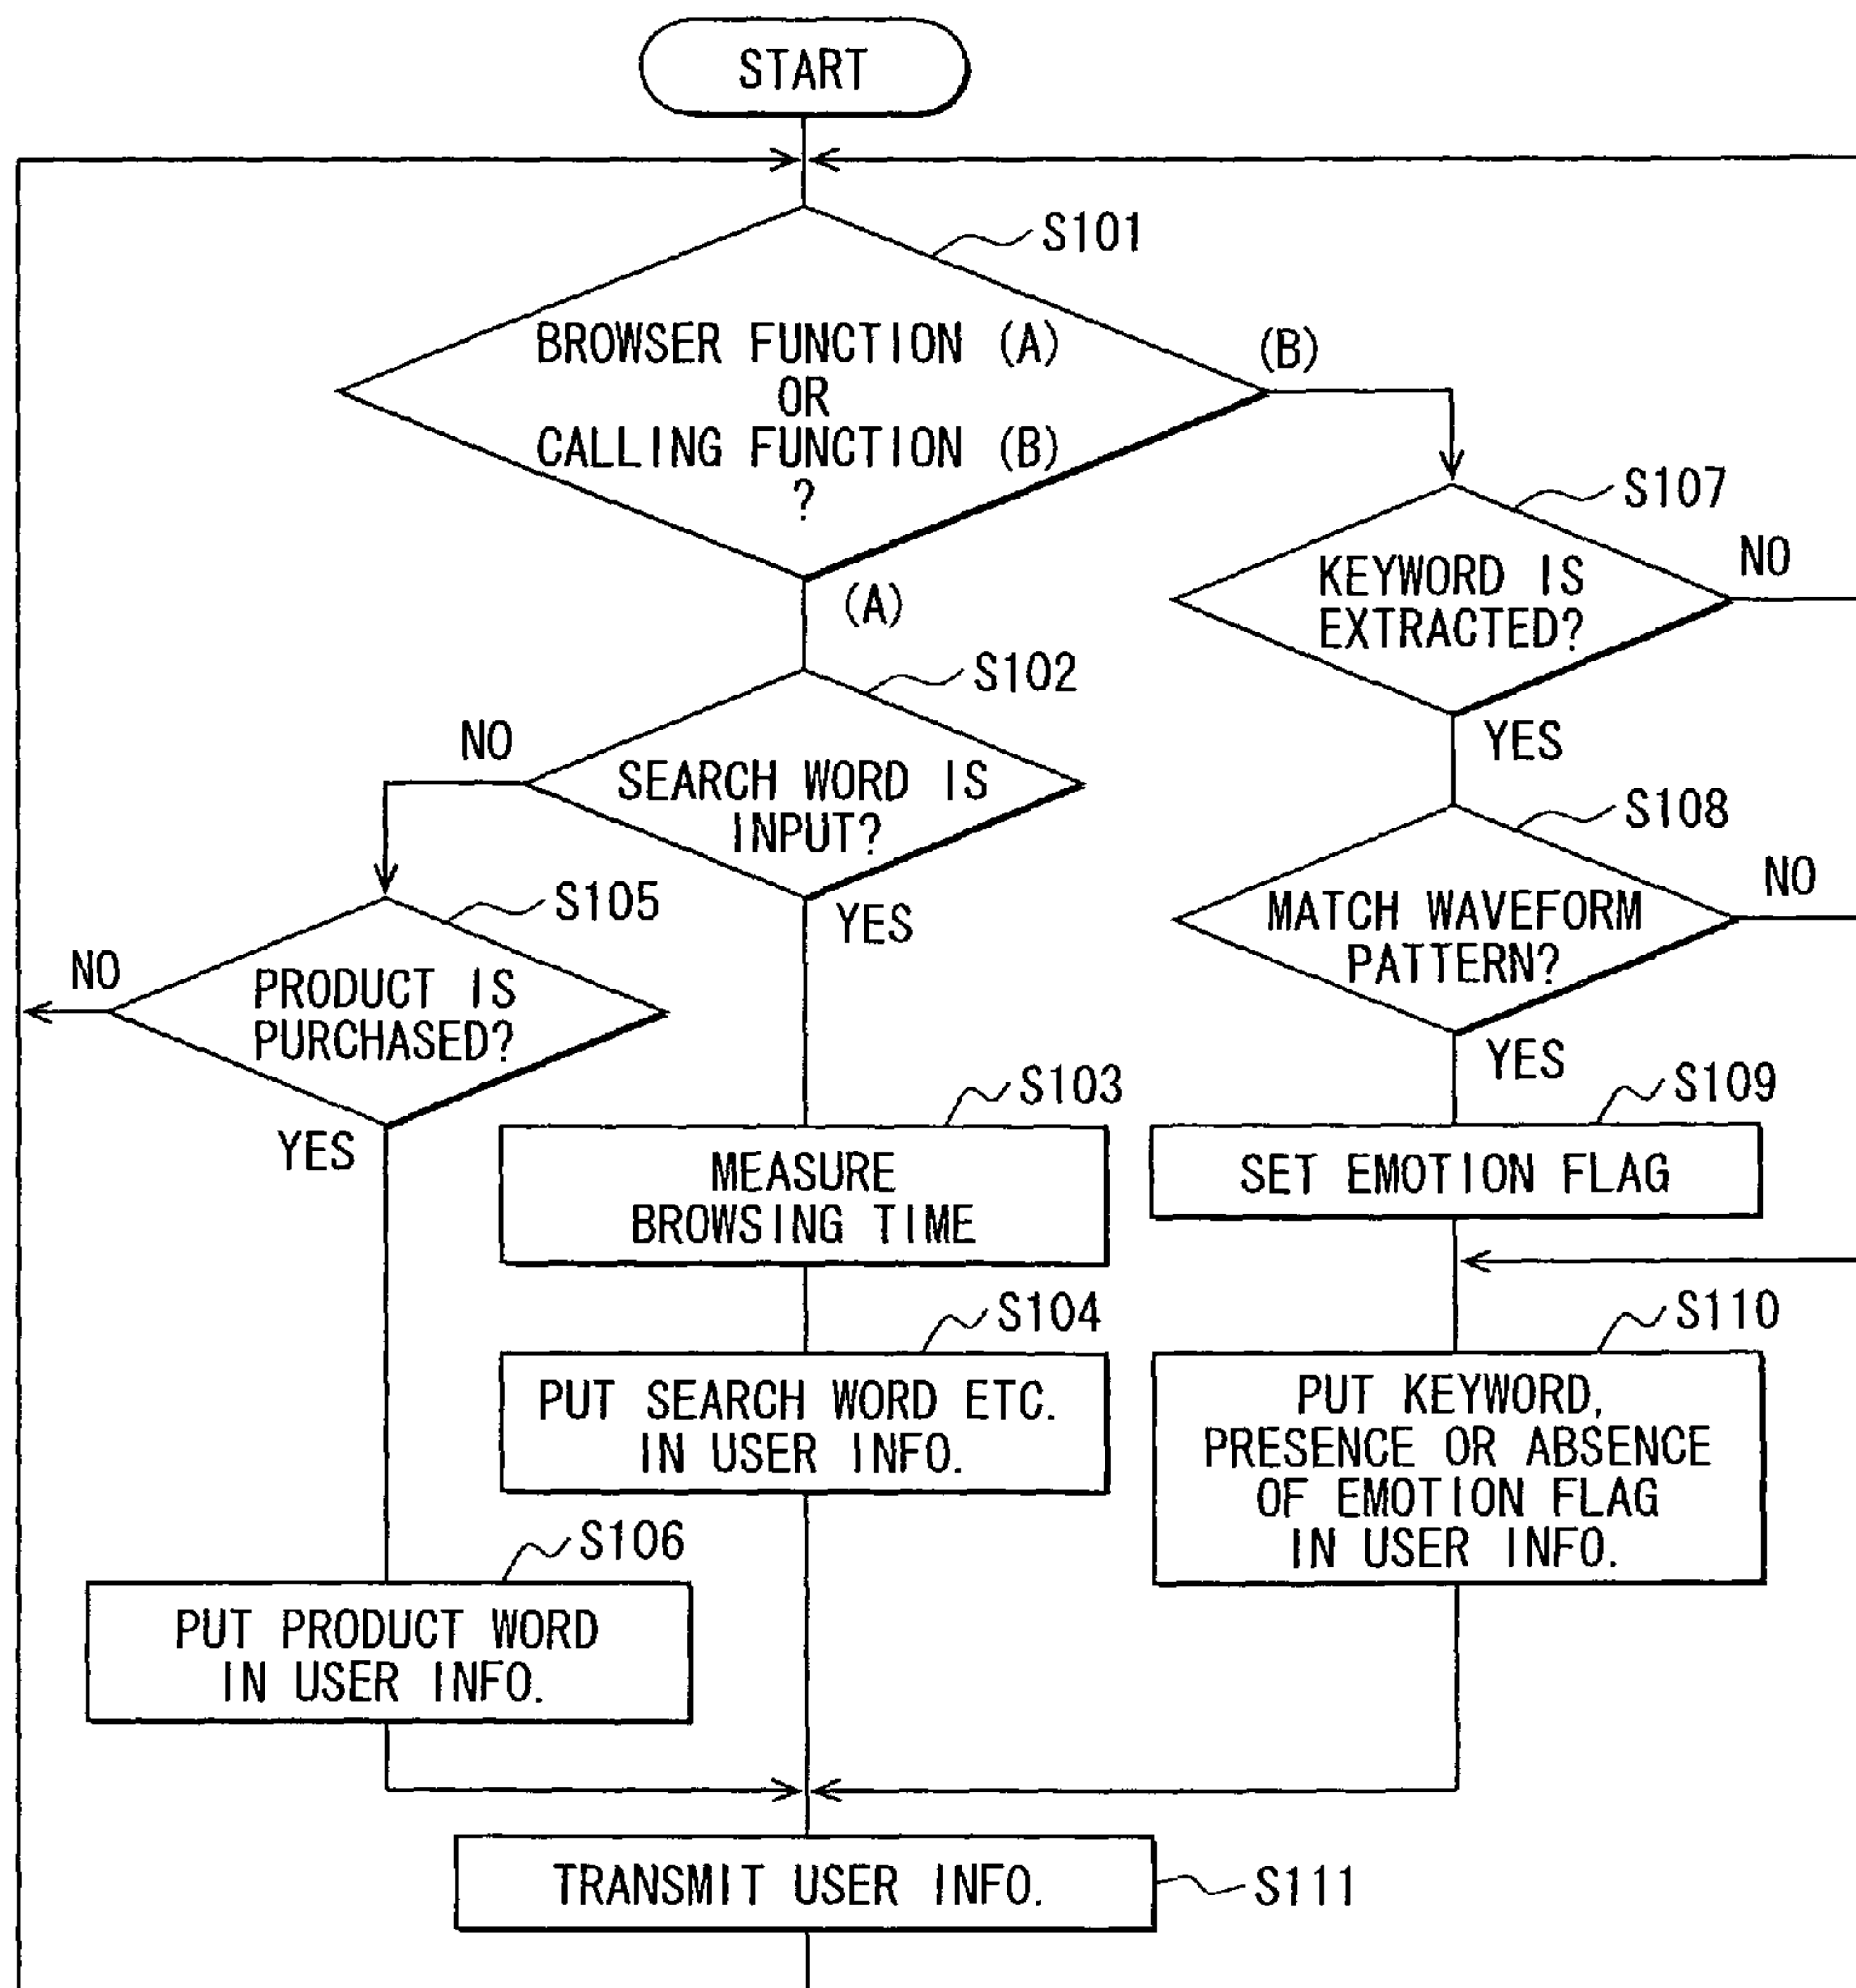 START
S101
BROWSER FUNCTION (A)
OR
CALLING FUNCTION (B)
?
(B)
(A)
S107
KEYWORD IS
EXTRACTED?
NO
YES
S102
SEARCH WORD IS
INPUT?
NO
YES
S108
MATCH WAVEFORM
PATTERN?
NO
YES
S105
PRODUCT IS
PURCHASED?
NO
YES
S103
MEASURE
BROWSING TIME
S109
SET EMOTION FLAG
S104
PUT SEARCH WORD ETC.
IN USER INFO.
S110
PUT KEYWORD,
PRESENCE OR ABSENCE
OF EMOTION FLAG
IN USER INFO.
S106
PUT PRODUCT WORD
IN USER INFO.
TRANSMIT USER INFO.
S111